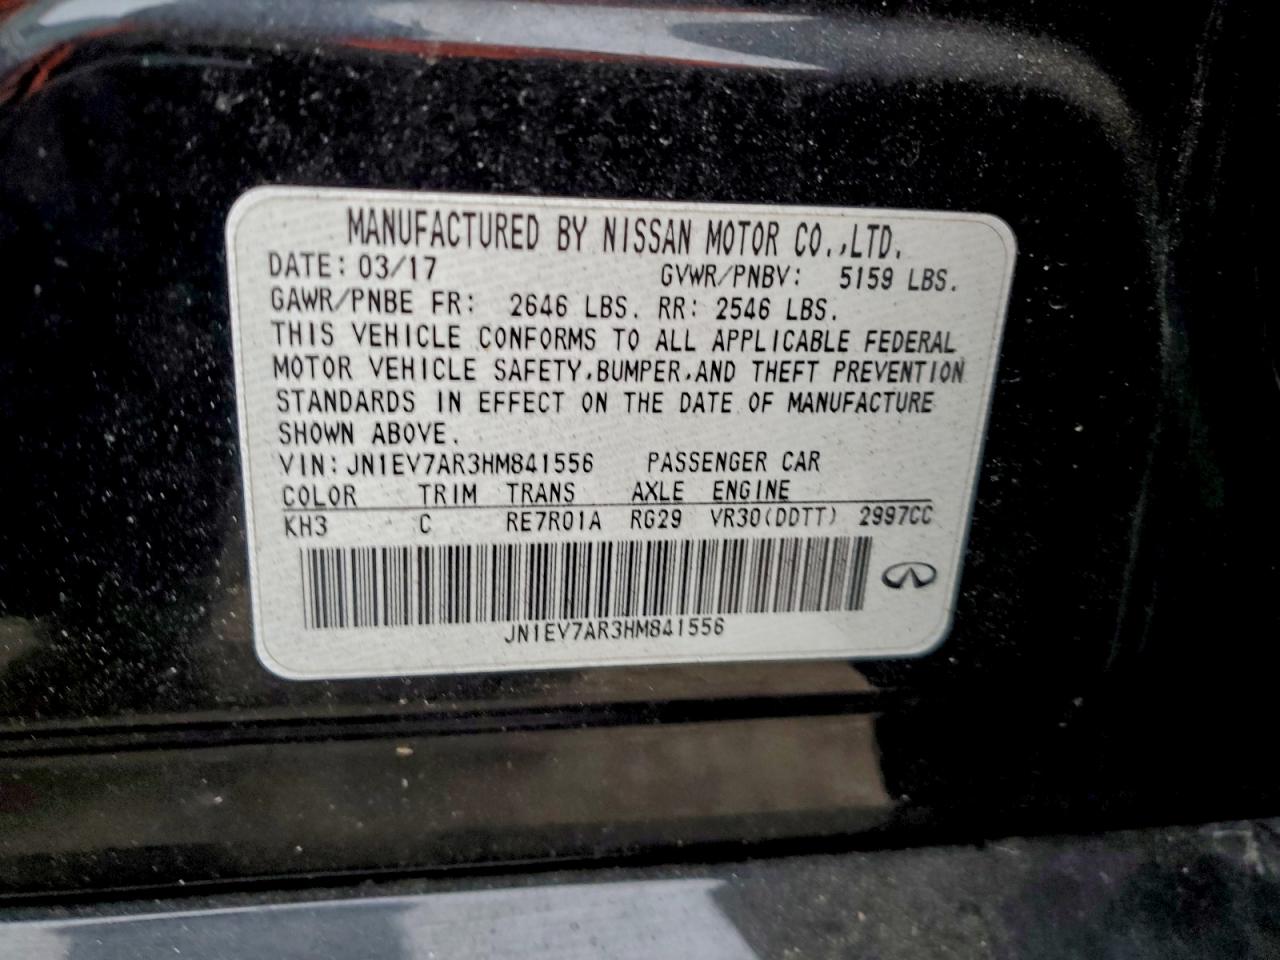 MANUFACTURED BY NISSAN MOTOR CO.,LTD.
DATE: 03/17 GVWR/PNBV: 5159 LBS.
GAWR/PNBE FR: 2646 LBS. RR: 2546 LBS.
THIS VEHICLE CONFORMS TO ALL APPLICABLE FEDERAL
MOTOR VEHICLE SAFETY,BUMPER,AND THEFT PREVENTION
STANDARDS IN EFFECT ON THE DATE OF MANUFACTURE
SHOWN ABOVE.
VIN:JN1EV7AR3HM841556 PASSENGER CAR
COLOR TRIM TRANS AXLE ENGINE
KH3 C RE7R01A RG29 VR30(DDTT) 2997CC
JN1EV7AR3HM841556